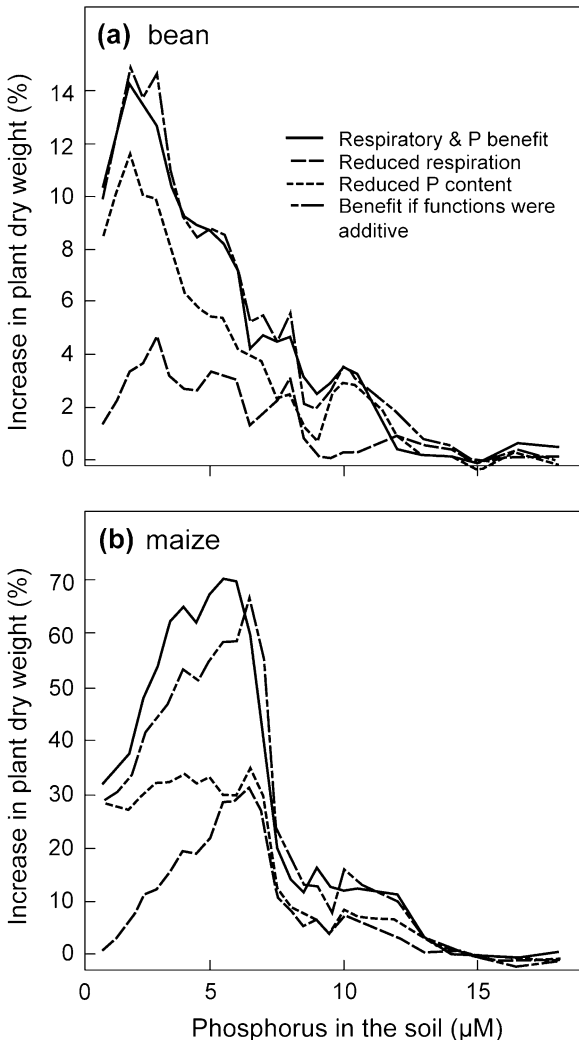 (a) bean
Increase in plant dry weight (%)
14
12
10
8
6
4
2
0
Respiratory & P benefit
Reduced respiration
Reduced P content
Benefit if functions were
additive
(b) maize
Increase in plant dry weight (%)
70
60
50
40
30
20
10
0
0 5 10 15
Phosphorus in the soil (μM)